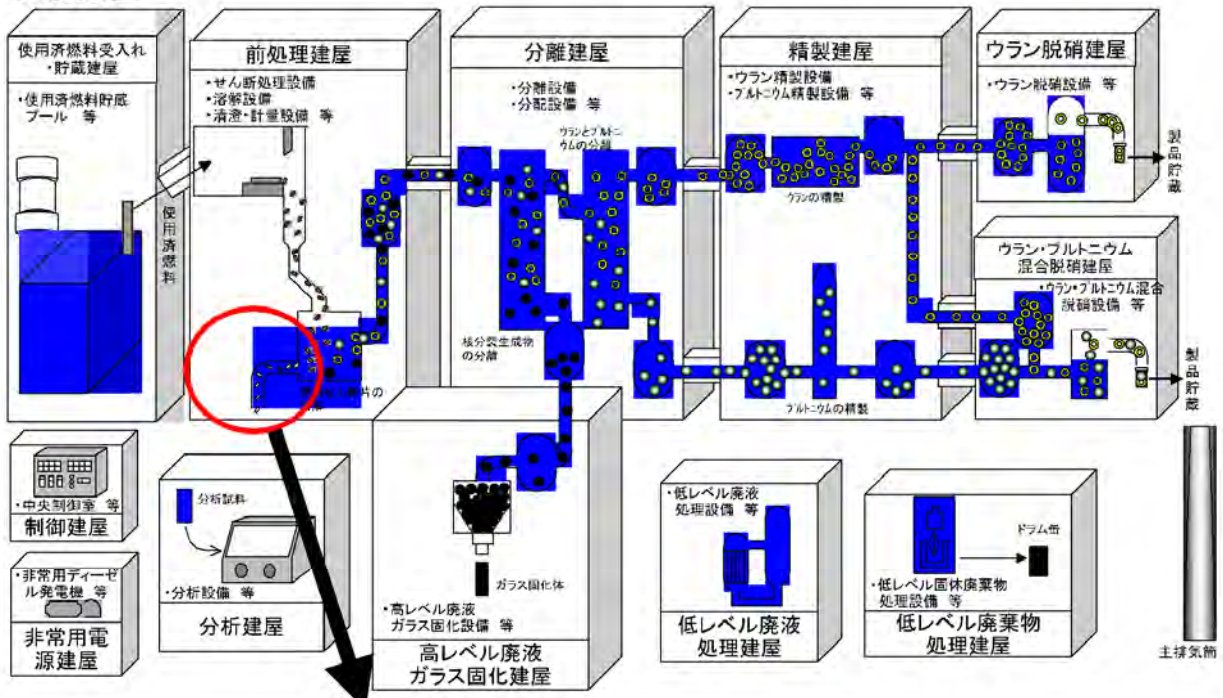 使用済燃料受入れ
・貯蔵建屋
・使用済燃料貯蔵
プール 等
使用済燃料
前処理建屋
・せん断処理設備
・溶解設備
・清澄・計量設備 等
分離建屋
・分離設備
・分配設備 等
ウランとプルトニ
ウムの分離
核分裂生成物
の分離
精製建屋
・ウラン精製設備
・プルトニウム精製設備 等
ウランの精製
プルトニウムの精製
ウラン脱硝建屋
・ウラン脱硝設備 等
製品貯蔵
ウラン・プルトニウム
混合脱硝建屋
・ウラン・プルトニウム混合
脱硝設備 等
製品貯蔵
・中央制御室 等
制御建屋
・非常用ディーゼ
ル発電機 等
非常用電
源建屋
分析試料
・分析設備 等
分析建屋
ガラス固化体
・高レベル廃液
ガラス固化設備 等
高レベル廃液
ガラス固化建屋
・低レベル廃液
処理設備 等
低レベル廃液
処理建屋
ドラム缶
・低レベル固体廃棄物
処理設備 等
低レベル廃棄物
処理建屋
主排気筒